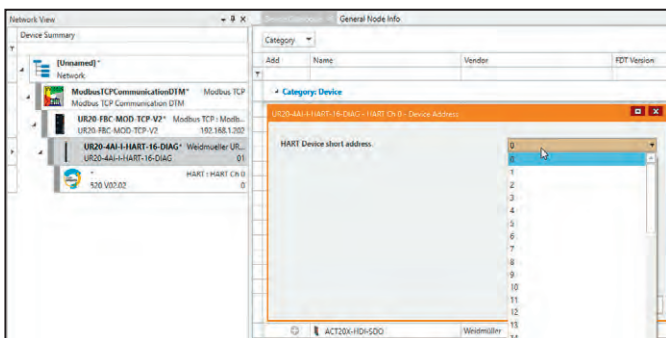 Network View
Device Summary
[Unnamed]*
Network
ModbusTCPCommunicationDTM* Modbus TCP
Modbus TCP Communication DTM
UR20-FBC-MOD-TCP-V2* Modbus TCP : Modb...
UR20-FBC-MOD-TCP-V2 192.168.1.202
UR20-4AI-I-HART-16-DIAG* Weidmueller UR...
UR20-4AI-I-HART-16-DIAG 01
* HART : HART Ch 0
520 V02.02 0
General Node Info
Category
Add Name Vendor FDT Version
Category: Device
UR20-4AI-I-HART-16-DIAG - HART Ch 0 - Device Address
HART Device short address
0
0
1
2
3
4
5
6
7
8
9
10
11
12
13
14
ACT20X-HDI-SDO Weidmüller